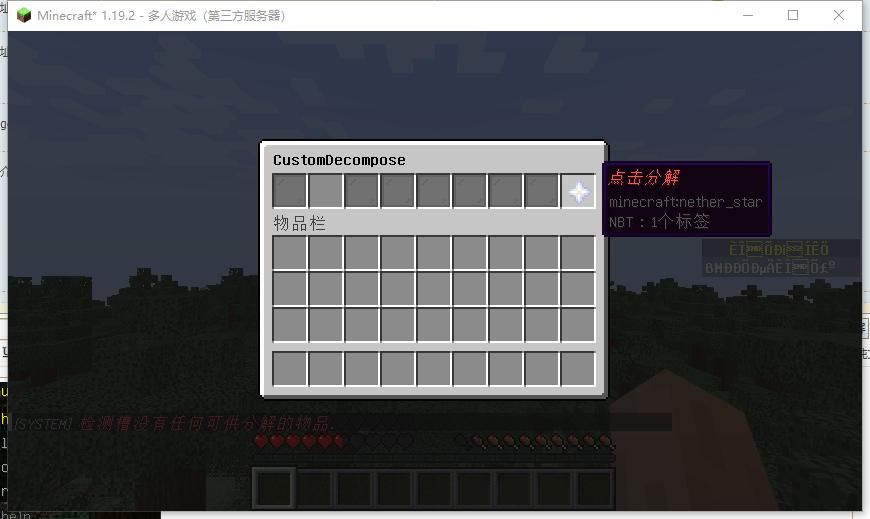 Minecraft* 1.19.2 - 多人游戏（第三方服务器）
CustomDecompose
点击分解
minecraft:nether_star
NBT：1个标签
物品栏
[SYSTEM] 检测槽没有任何可供分解的物品.
help